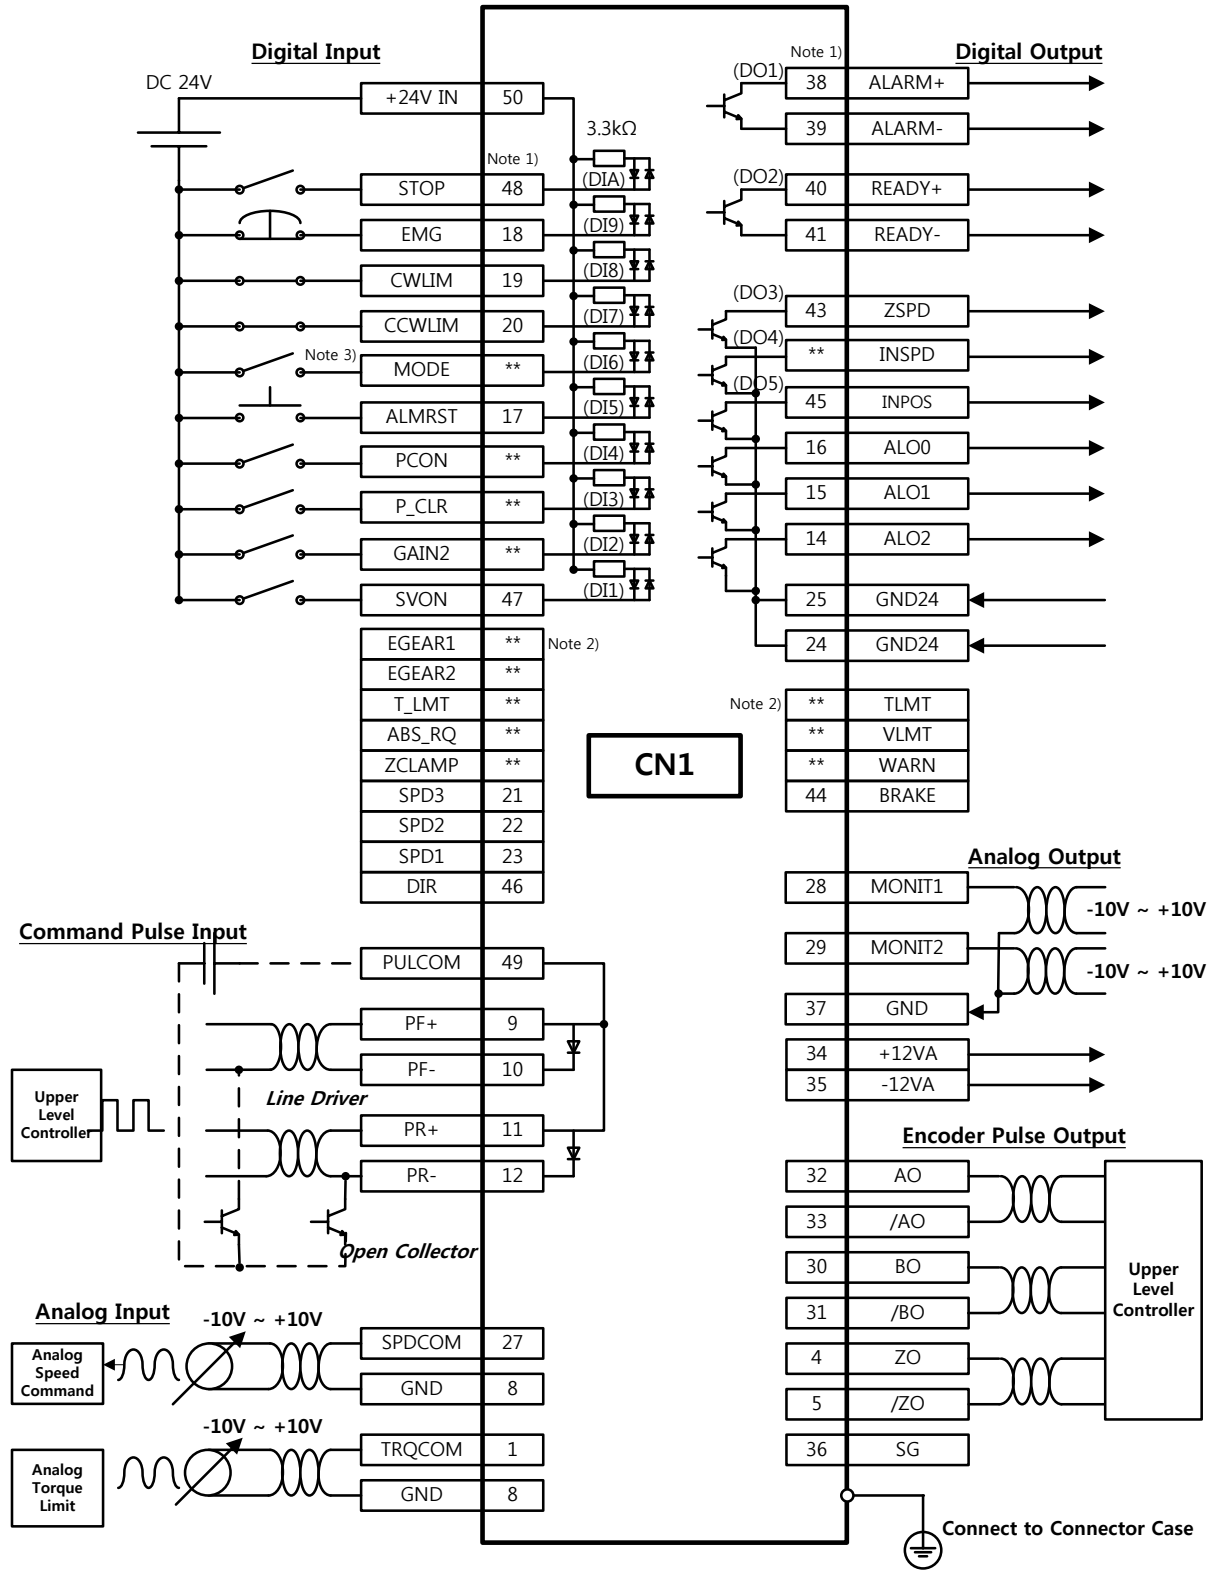 Digital Input
DC 24V
+24V IN 50
3.3kΩ
Note 1)
STOP 48 (DIA)
EMG 18 (DI9)
CWLIM 19 (DI8)
CCWLIM 20 (DI7)
Note 3) MODE ** (DI6)
ALMRST 17 (DI5)
PCON ** (DI4)
P_CLR ** (DI3)
GAIN2 ** (DI2)
SVON 47 (DI1)
EGEAR1 ** Note 2)
EGEAR2 **
T_LMT **
ABS_RQ **
ZCLAMP **
SPD3 21
SPD2 22
SPD1 23
DIR 46
CN1
Note 1)
Digital Output
(DO1) 38 ALARM+
39 ALARM-
(DO2) 40 READY+
41 READY-
(DO3) 43 ZSPD
(DO4) ** INSPD
(DO5) 45 INPOS
16 ALO0
15 ALO1
14 ALO2
25 GND24
24 GND24
Note 2) ** TLMT
** VLMT
** WARN
44 BRAKE
Command Pulse Input
PULCOM 49
PF+ 9
PF- 10
Line Driver
Upper
Level
Controller
PR+ 11
PR- 12
Open Collector
Analog Input
-10V ~ +10V
Analog
Speed
Command
SPDCOM 27
GND 8
-10V ~ +10V
Analog
Torque
Limit
TRQCOM 1
GND 8
Analog Output
28 MONIT1
-10V ~ +10V
29 MONIT2
-10V ~ +10V
37 GND
34 +12VA
35 -12VA
Encoder Pulse Output
32 AO
33 /AO
30 BO
31 /BO
4 ZO
5 /ZO
36 SG
Upper
Level
Controller
Connect to Connector Case